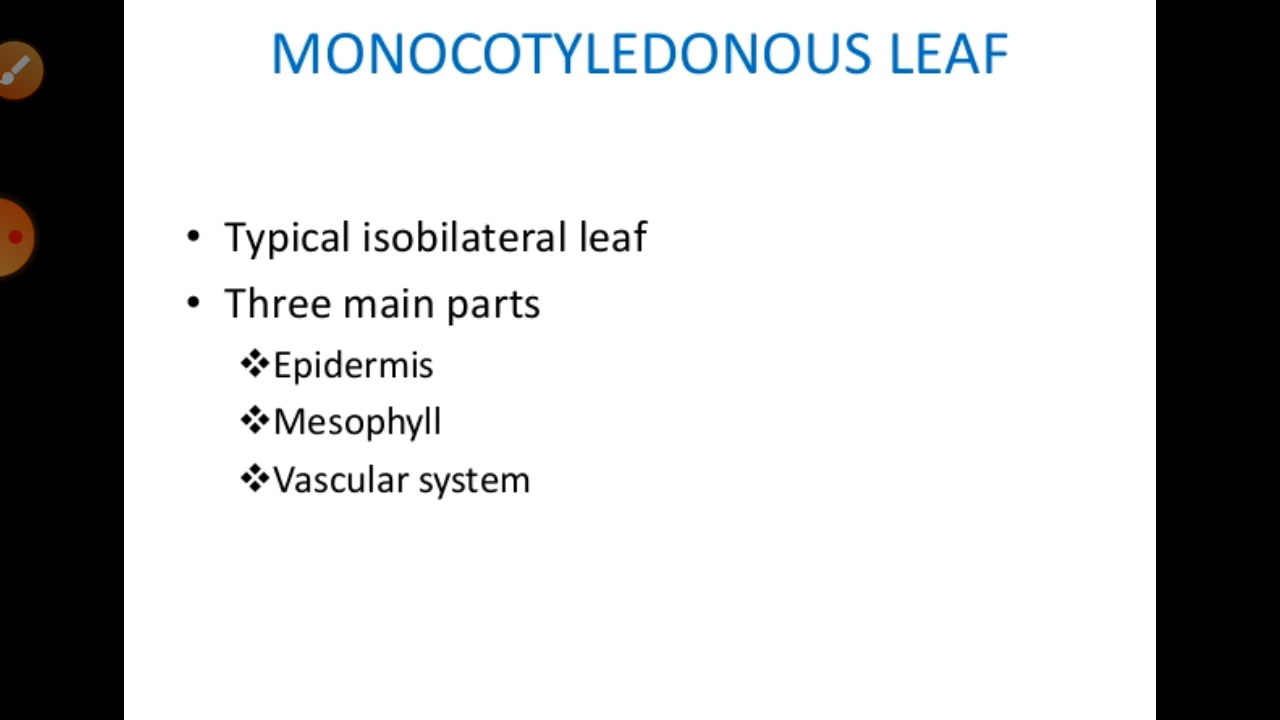 MONOCOTYLEDONOUS LEAF
• Typical isobilateral leaf
• Three main parts
❖Epidermis
❖Mesophyll
❖Vascular system